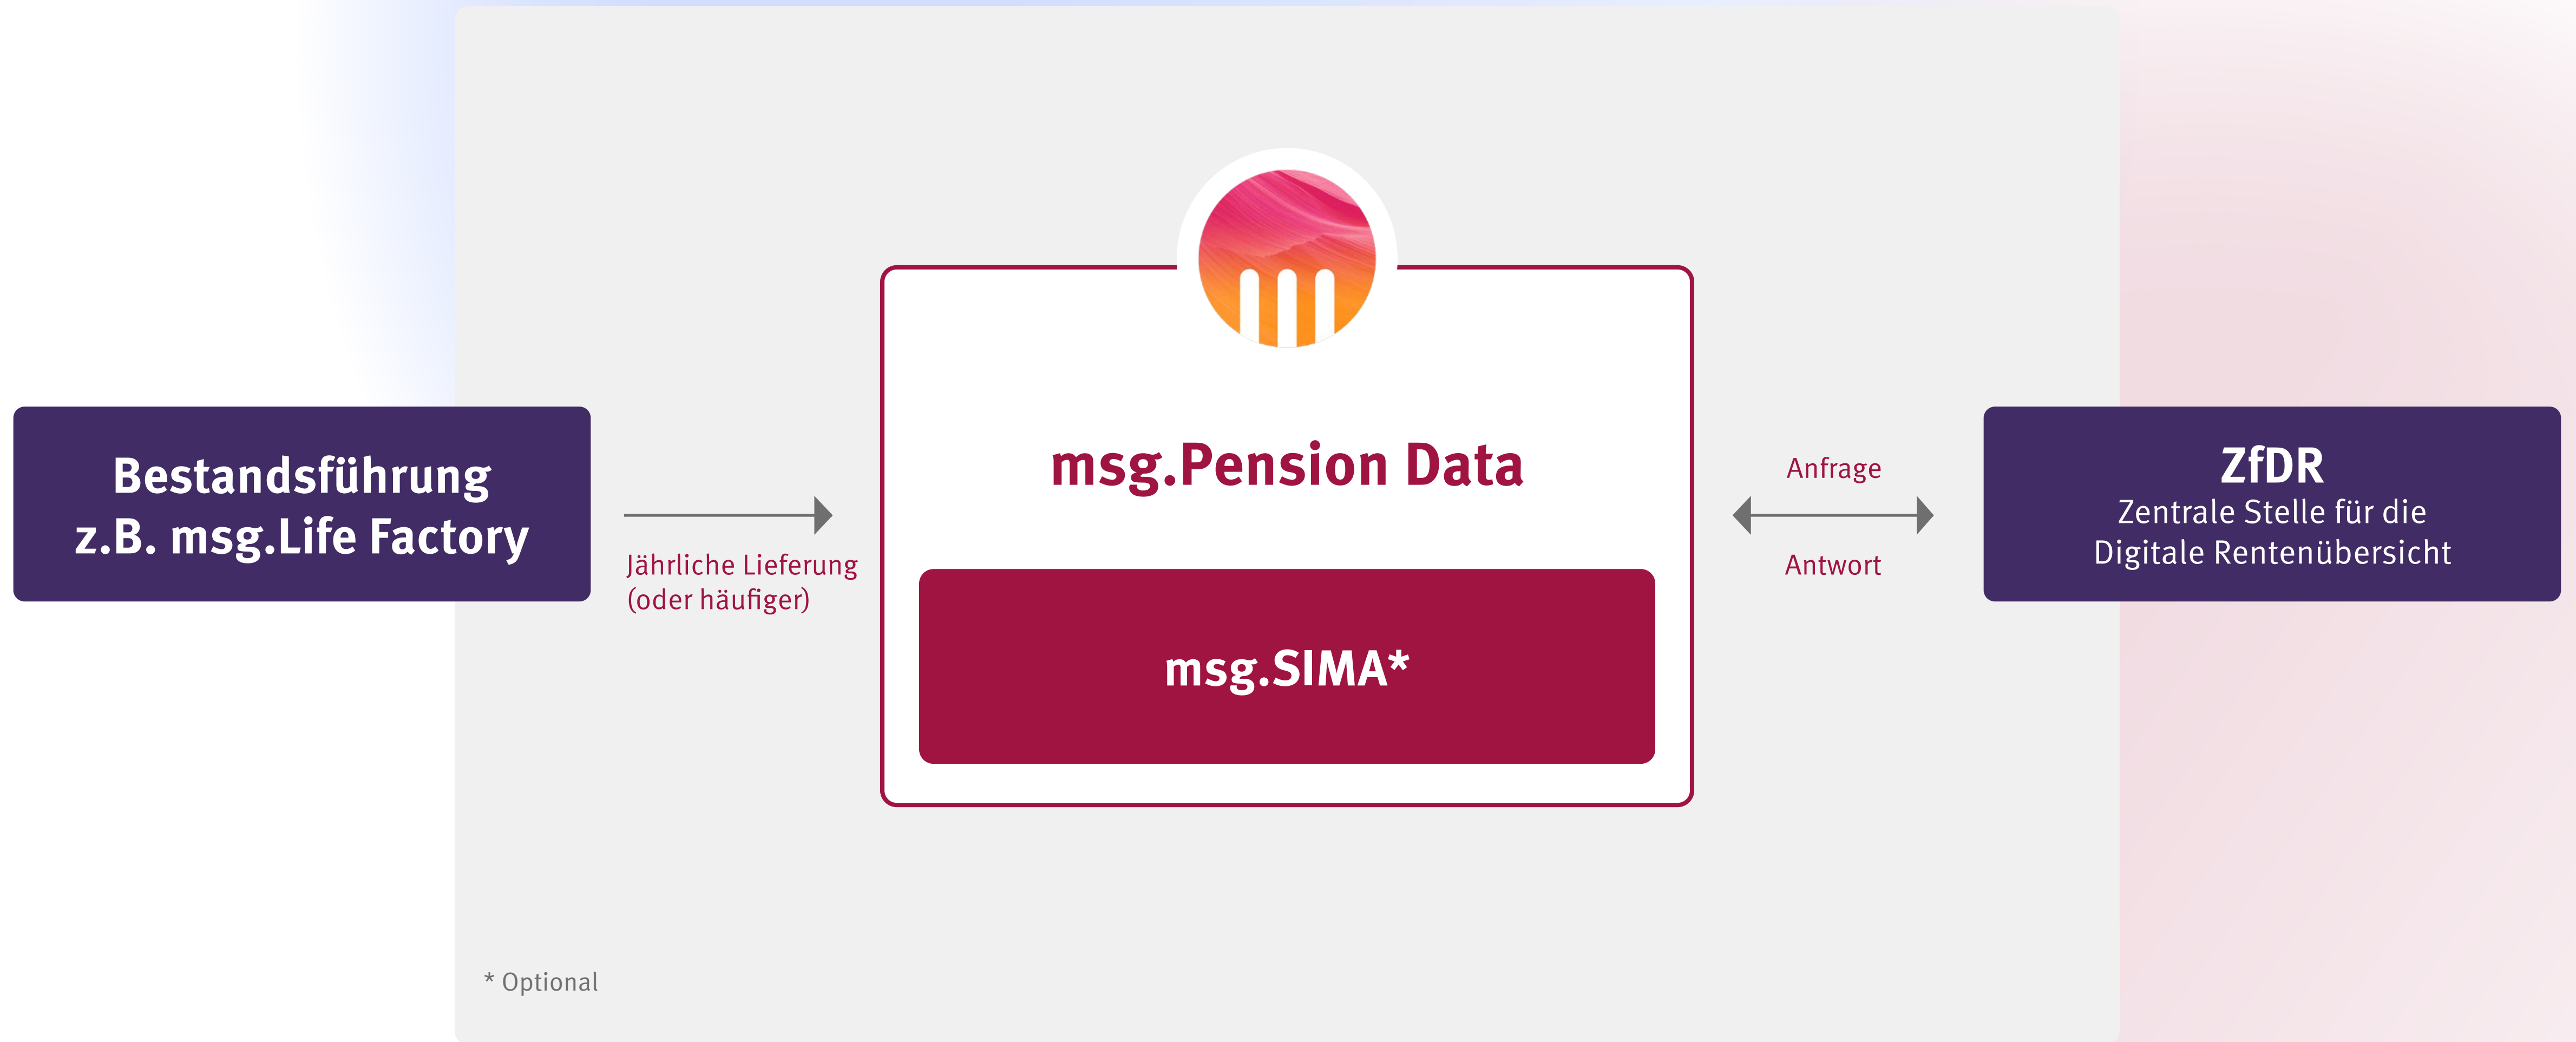 Bestandsführung
z.B. msg.Life Factory
Jährliche Lieferung
(oder häufiger)
msg.Pension Data
msg.SIMA*
Anfrage
Antwort
ZfDR
Zentrale Stelle für die
Digitale Rentenübersicht
* Optional